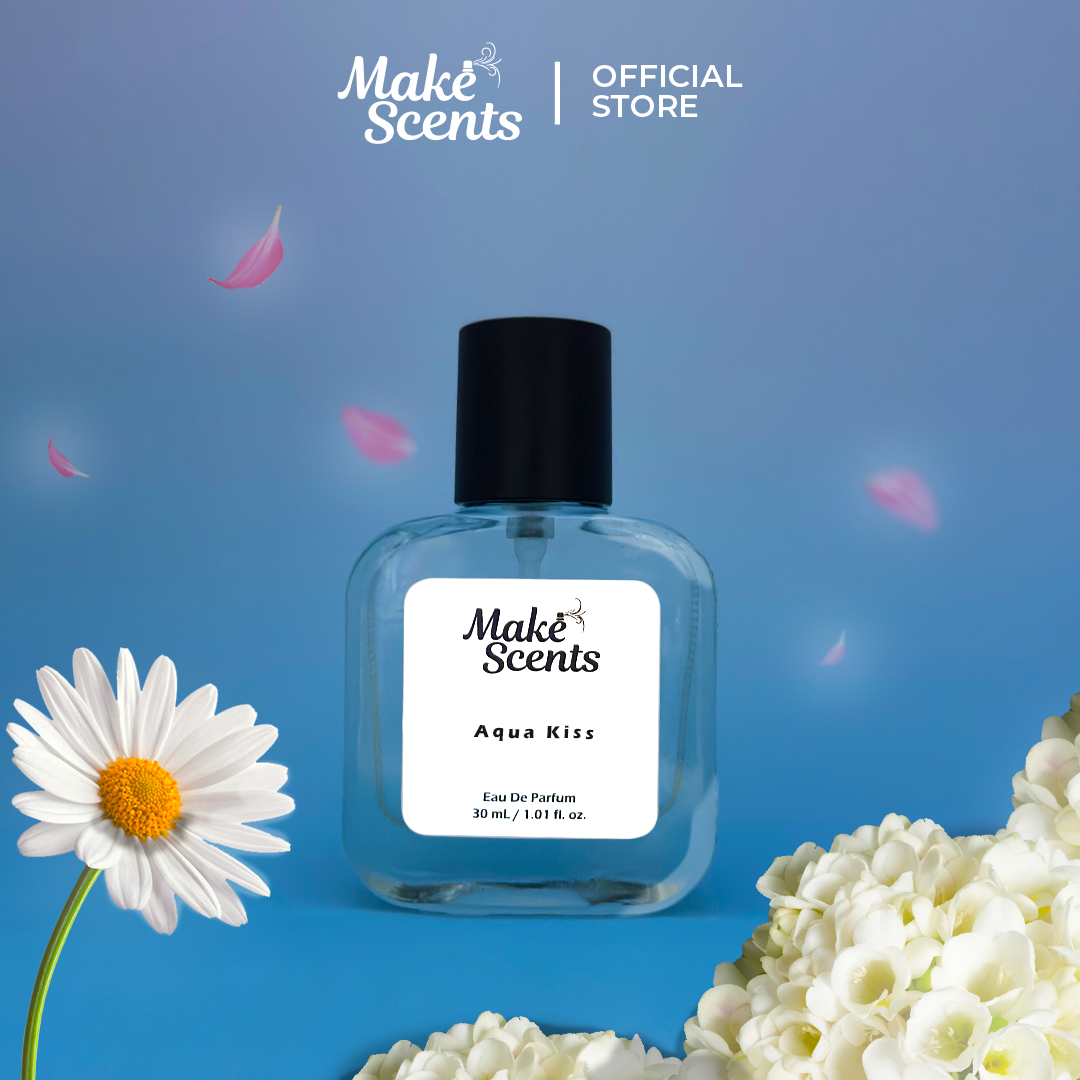 Make
Scents
OFFICIAL
STORE
Make
Scents
Aqua Kiss
Eau De Parfum
30 mL / 1.01 fl. oz.